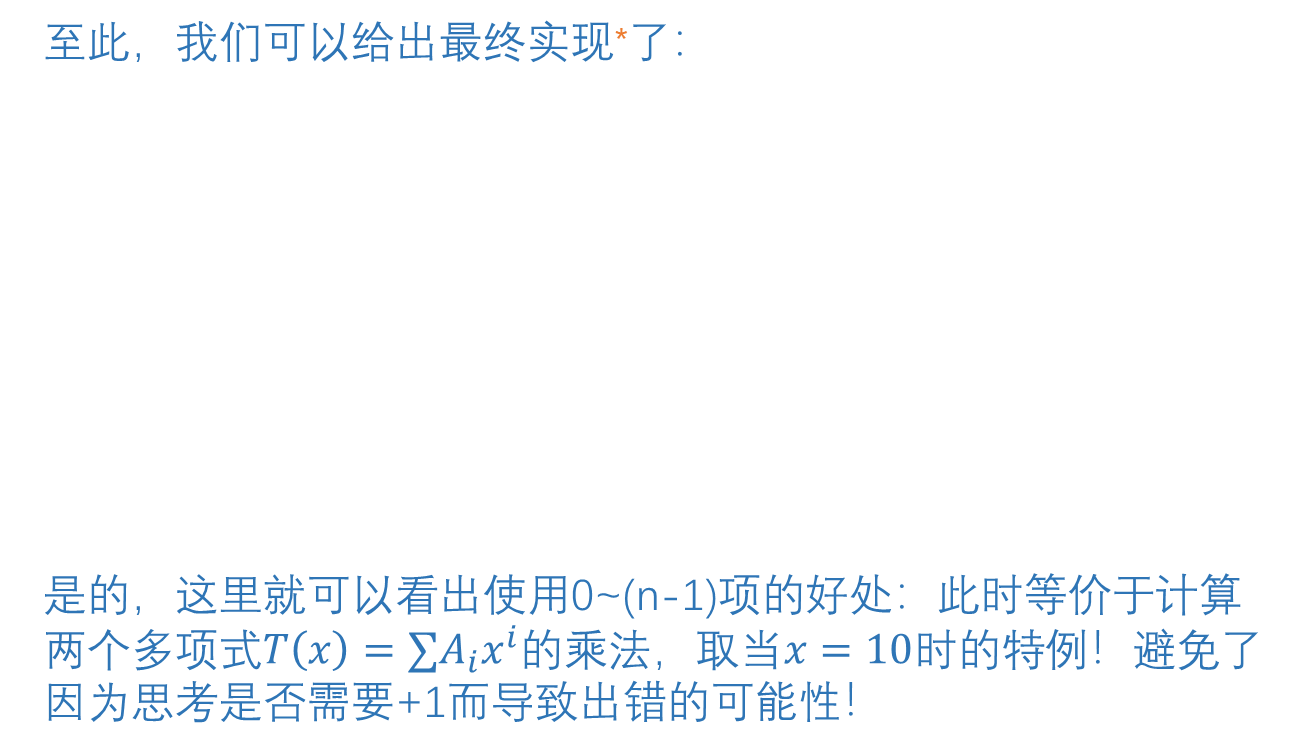 至此，我们可以给出最终实现*了：
是的，这里就可以看出使用0~(n-1)项的好处：此时等价于计算
两个多项式T(x) = ∑Aᵢxⁱ的乘法，取当x = 10时的特例！避免了
因为思考是否需要+1而导致出错的可能性！